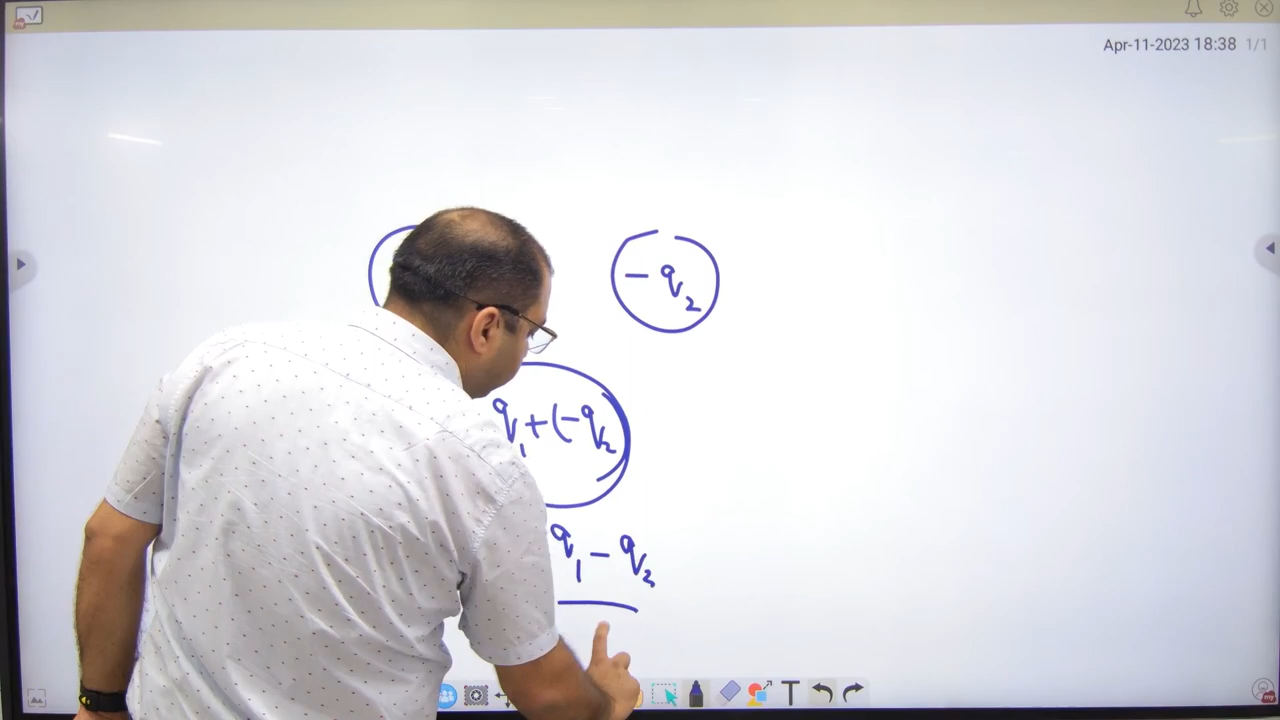 Apr-11-2023 18:38 1/1
- q2
q1 + (-q2)
q1 - q2
T